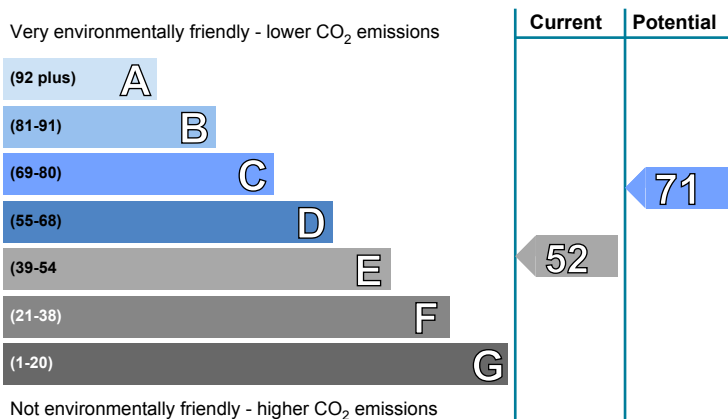 Current Potential
Very environmentally friendly - lower CO2 emissions
(92 plus) A
(81-91) B
(69-80) C
71
(55-68) D
(39-54 E
52
(21-38) F
(1-20) G
Not environmentally friendly - higher CO2 emissions